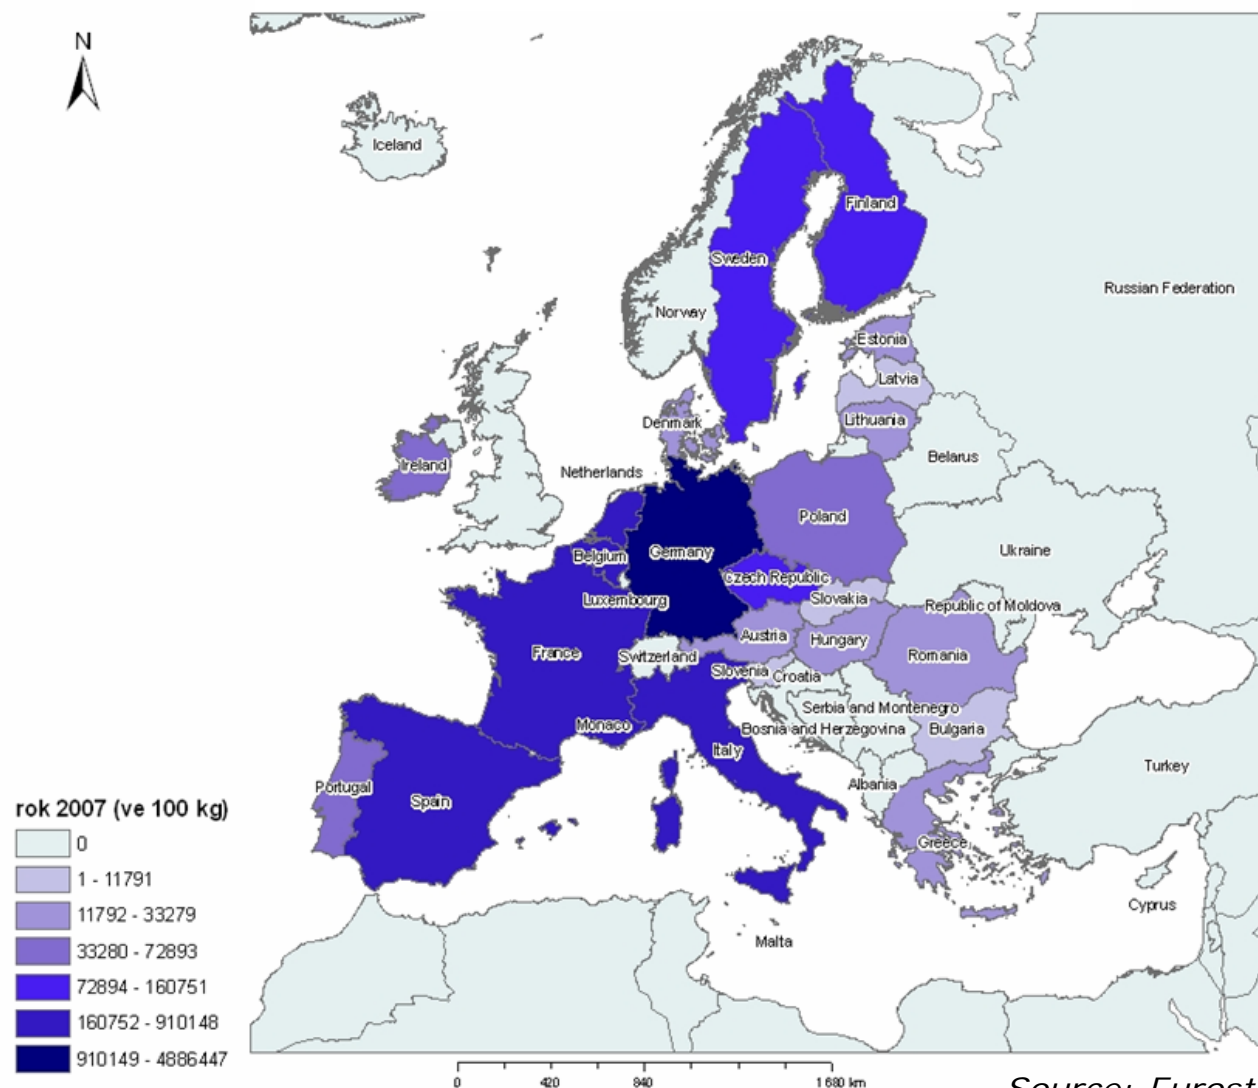 N
Iceland
Finland
Sweden
Russian Federation
Norway
Estonia
Latvia
Lithuania
Denmark
Belarus
Ireland
Netherlands
Poland
Belgium
Germany
Ukraine
Czech Republic
Luxembourg
Slovakia
Republic of Moldova
Austria
Hungary
France
Switzerland
Romania
Slovenia
Croatia
Serbia and Montenegro
Monaco
Bosnia and Herzegovina
Bulgaria
Italy
Turkey
Portugal
Spain
Albania
Greece
Cyprus
Malta
rok 2007 (ve 100 kg)
0
1 - 11791
11792 - 33279
33280 - 72893
72894 - 160751
160752 - 910148
910149 - 4886447
0 420 840 1 680 km
Source: Eurost